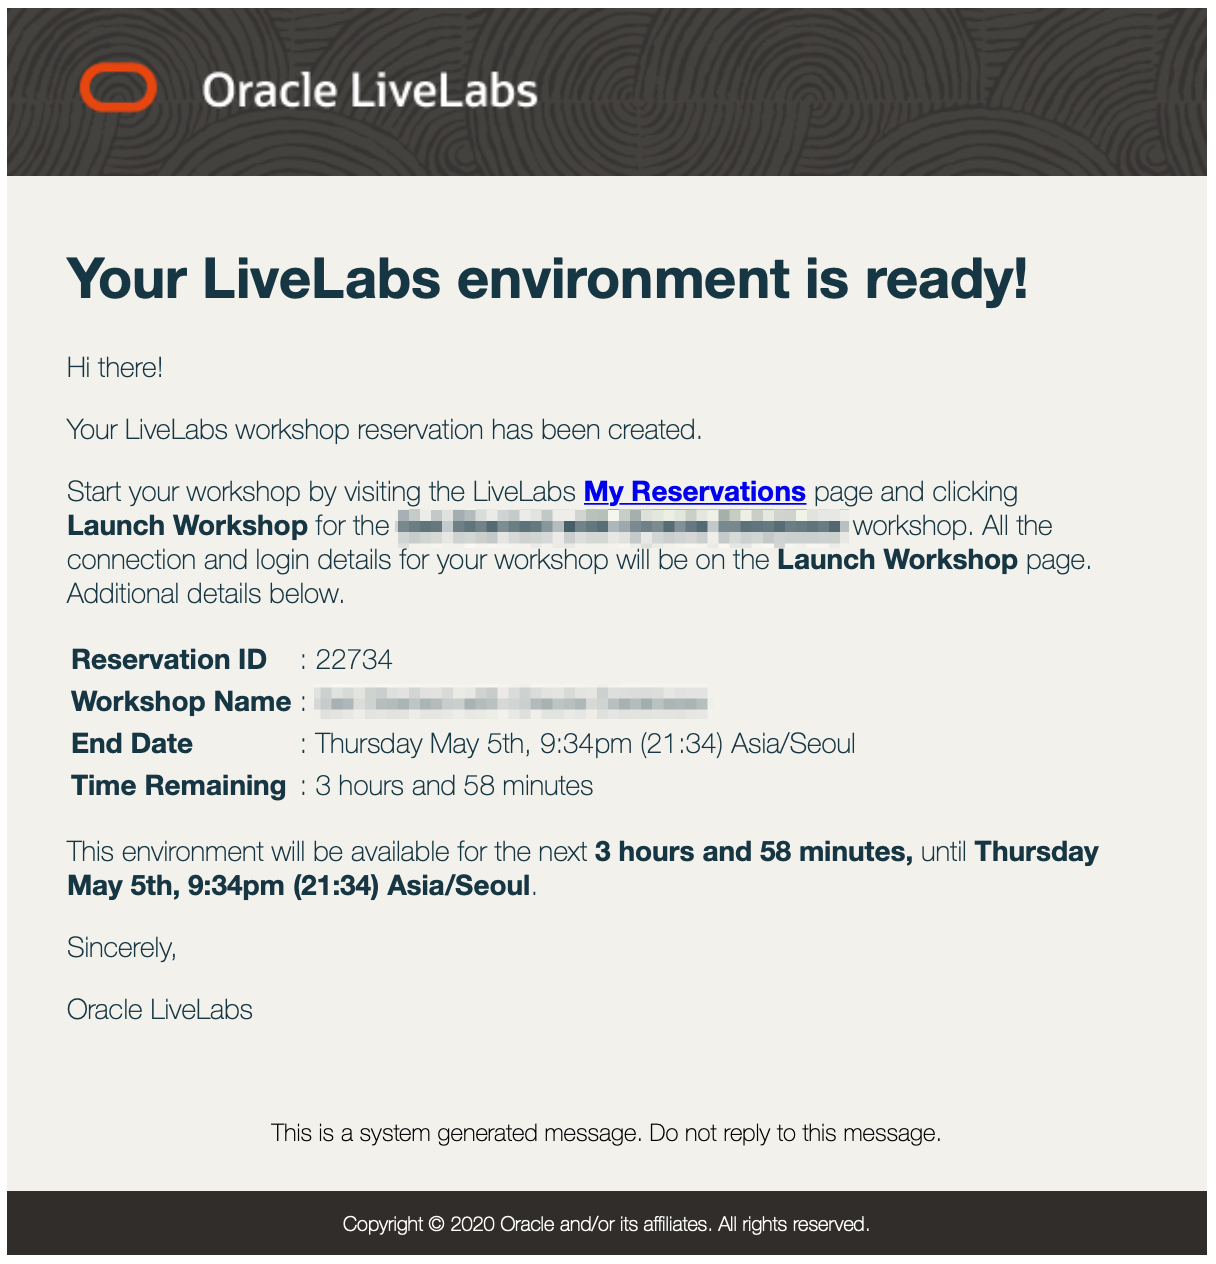 Oracle LiveLabs
Your LiveLabs environment is ready!
Hi there!
Your LiveLabs workshop reservation has been created.
Start your workshop by visiting the LiveLabs My Reservations page and clicking
Launch Workshop for the workshop. All the
connection and login details for your workshop will be on the Launch Workshop page.
Additional details below.
Reservation ID : 22734
Workshop Name :
End Date : Thursday May 5th, 9:34pm (21:34) Asia/Seoul
Time Remaining : 3 hours and 58 minutes
This environment will be available for the next 3 hours and 58 minutes, until Thursday
May 5th, 9:34pm (21:34) Asia/Seoul.
Sincerely,
Oracle LiveLabs
This is a system generated message. Do not reply to this message.
Copyright © 2020 Oracle and/or its affiliates. All rights reserved.